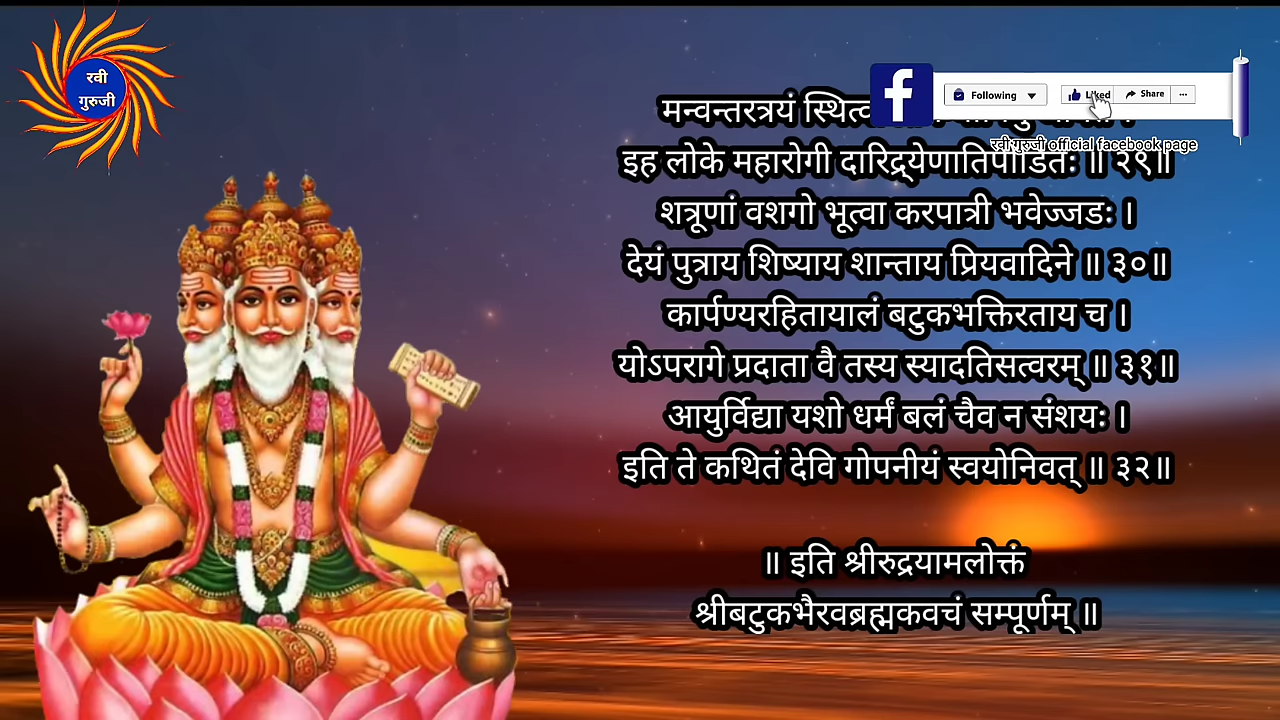 रवी
गुरुजी
Following
Liked
Share
रवी गुरुजी official facebook page
मन्वन्तरत्रयं
इह लोके महारोगी दारिद्र्येणातिपीडितः ॥ २९॥
शत्रूणां वशगो भूत्वा करपात्री भवेज्जडः ।
देयं पुत्राय शिष्याय शान्ताय प्रियवादिने ॥ ३०॥
कार्पण्यरहितायालं बटुकभक्तिरताय च ।
योऽपरागे प्रदाता वै तस्य स्यादतिसत्वरम् ॥ ३१॥
आयुर्विद्या यशो धर्मं बलं चैव न संशयः ।
इति ते कथितं देवि गोपनीयं स्वयोनिवत् ॥ ३२॥
॥ इति श्रीरुद्रयामलोक्तं
श्रीबटुकभैरवब्रह्मकवचं सम्पूर्णम् ॥